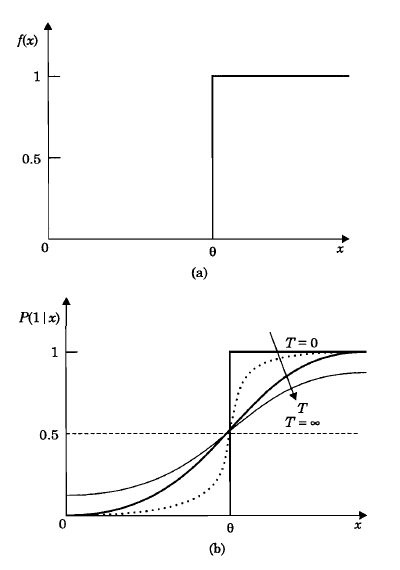 f(x)
1
0.5
0
θ
x
(a)
P(1|x)
T = 0
1
T
T = ∞
0.5
0
θ
x
(b)